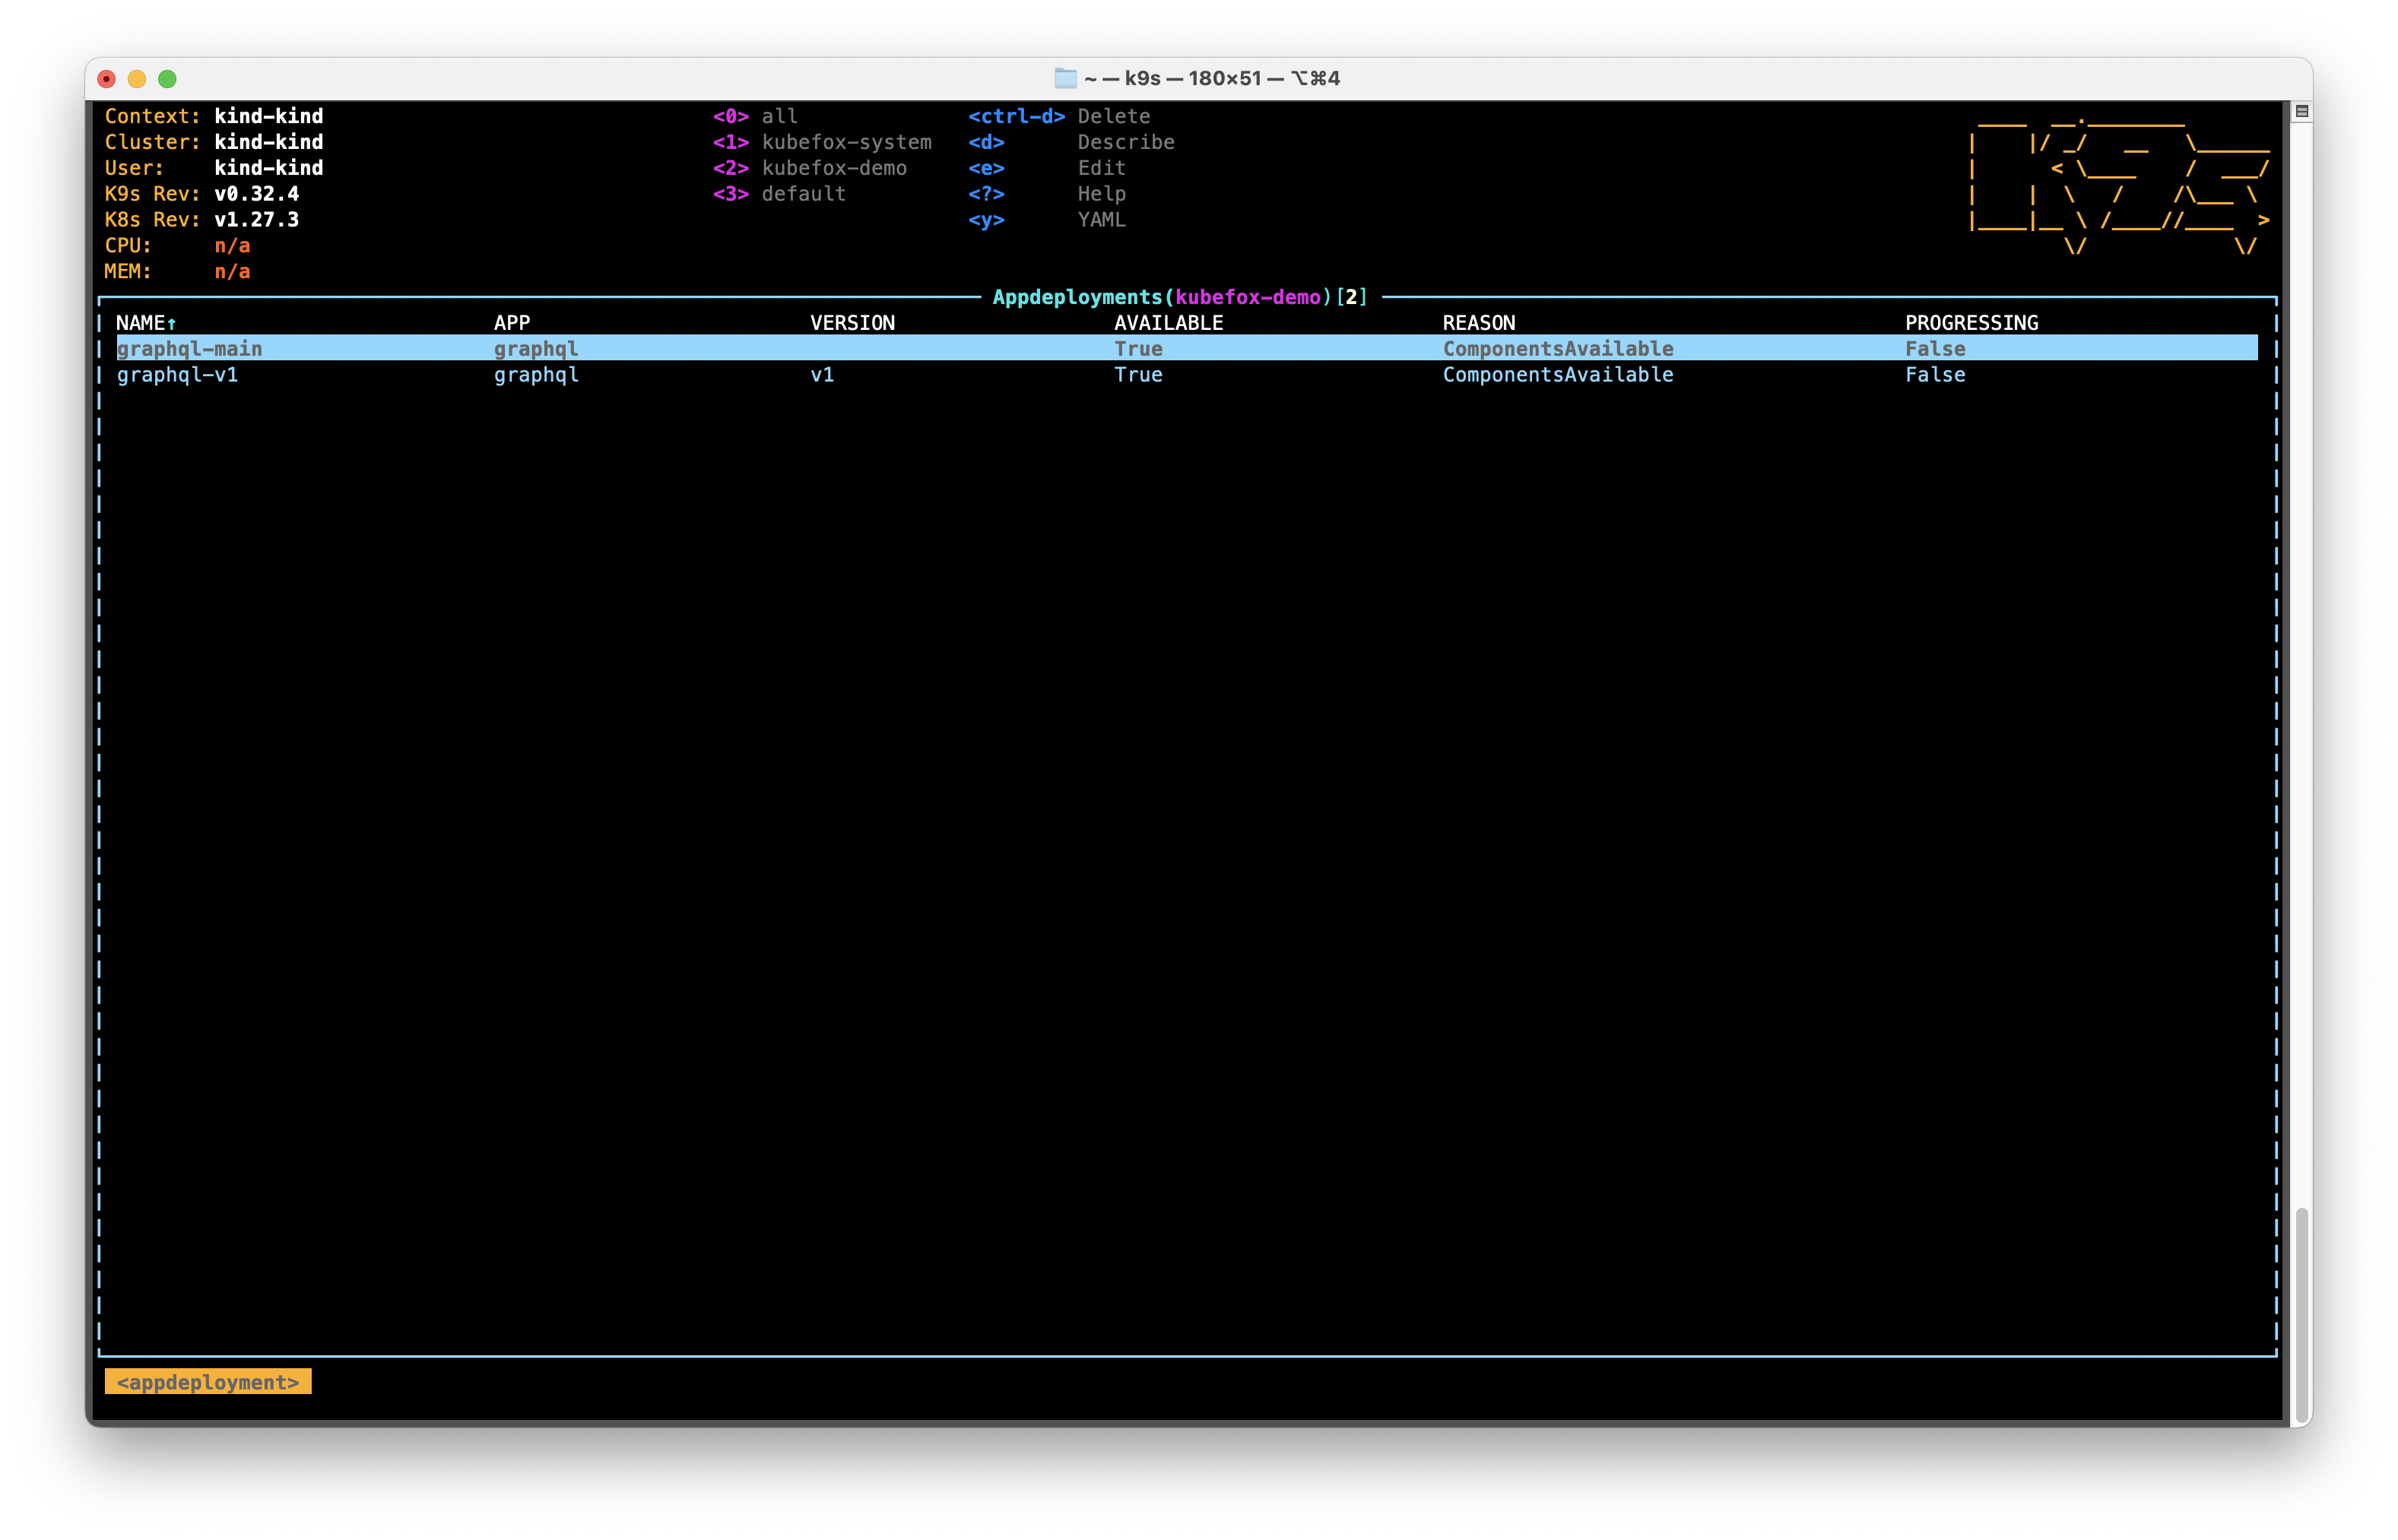 ~ — k9s — 180×51 — ⌥⌘4
Context: kind-kind <0> all <ctrl-d> Delete
Cluster: kind-kind <1> kubefox-system <d> Describe
User: kind-kind <2> kubefox-demo <e> Edit
K9s Rev: v0.32.4 <3> default <?> Help
K8s Rev: v1.27.3 <y> YAML
CPU: n/a
MEM: n/a
Appdeployments(kubefox-demo)[2]
NAME↑ APP VERSION AVAILABLE REASON PROGRESSING
graphql-main graphql True ComponentsAvailable False
graphql-v1 graphql v1 True ComponentsAvailable False
<appdeployment>